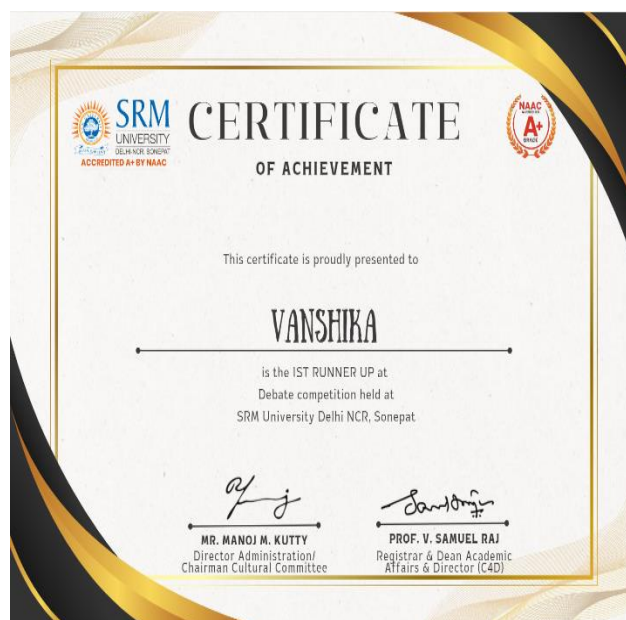 SRM
UNIVERSITY
DELHI-NCR, SONEPAT
ACCREDITED A+ BY NAAC
CERTIFICATE
OF ACHIEVEMENT
NAAC
A+
GRADE
This certificate is proudly presented to
VANSHIKA
is the IST RUNNER UP at
Debate competition held at
SRM University Delhi NCR, Sonepat
MR. MANOJ M. KUTTY
Director Administration/
Chairman Cultural Committee
PROF. V. SAMUEL RAJ
Registrar & Dean Academic
Affairs & Director (C4D)